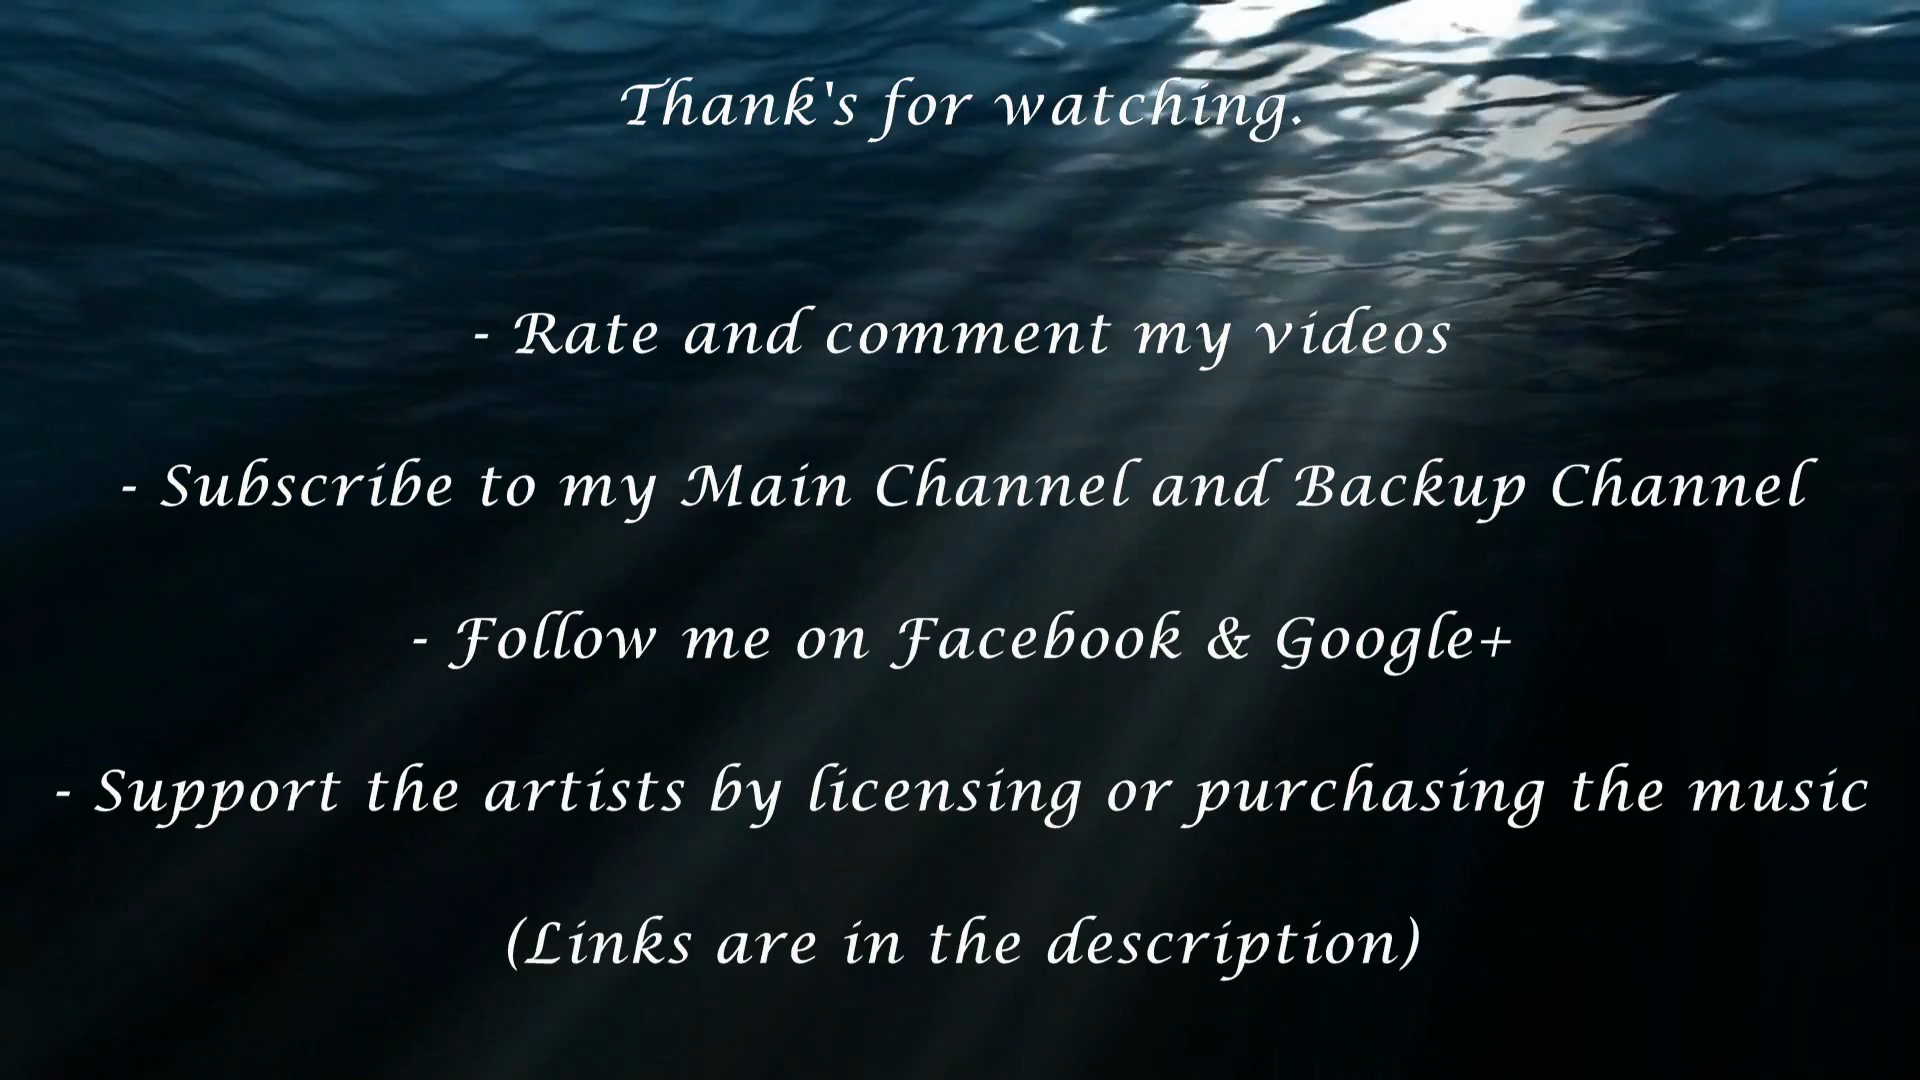 Thank's for watching.
- Rate and comment my videos
- Subscribe to my Main Channel and Backup Channel
- Follow me on Facebook & Google+
- Support the artists by licensing or purchasing the music
(Links are in the description)